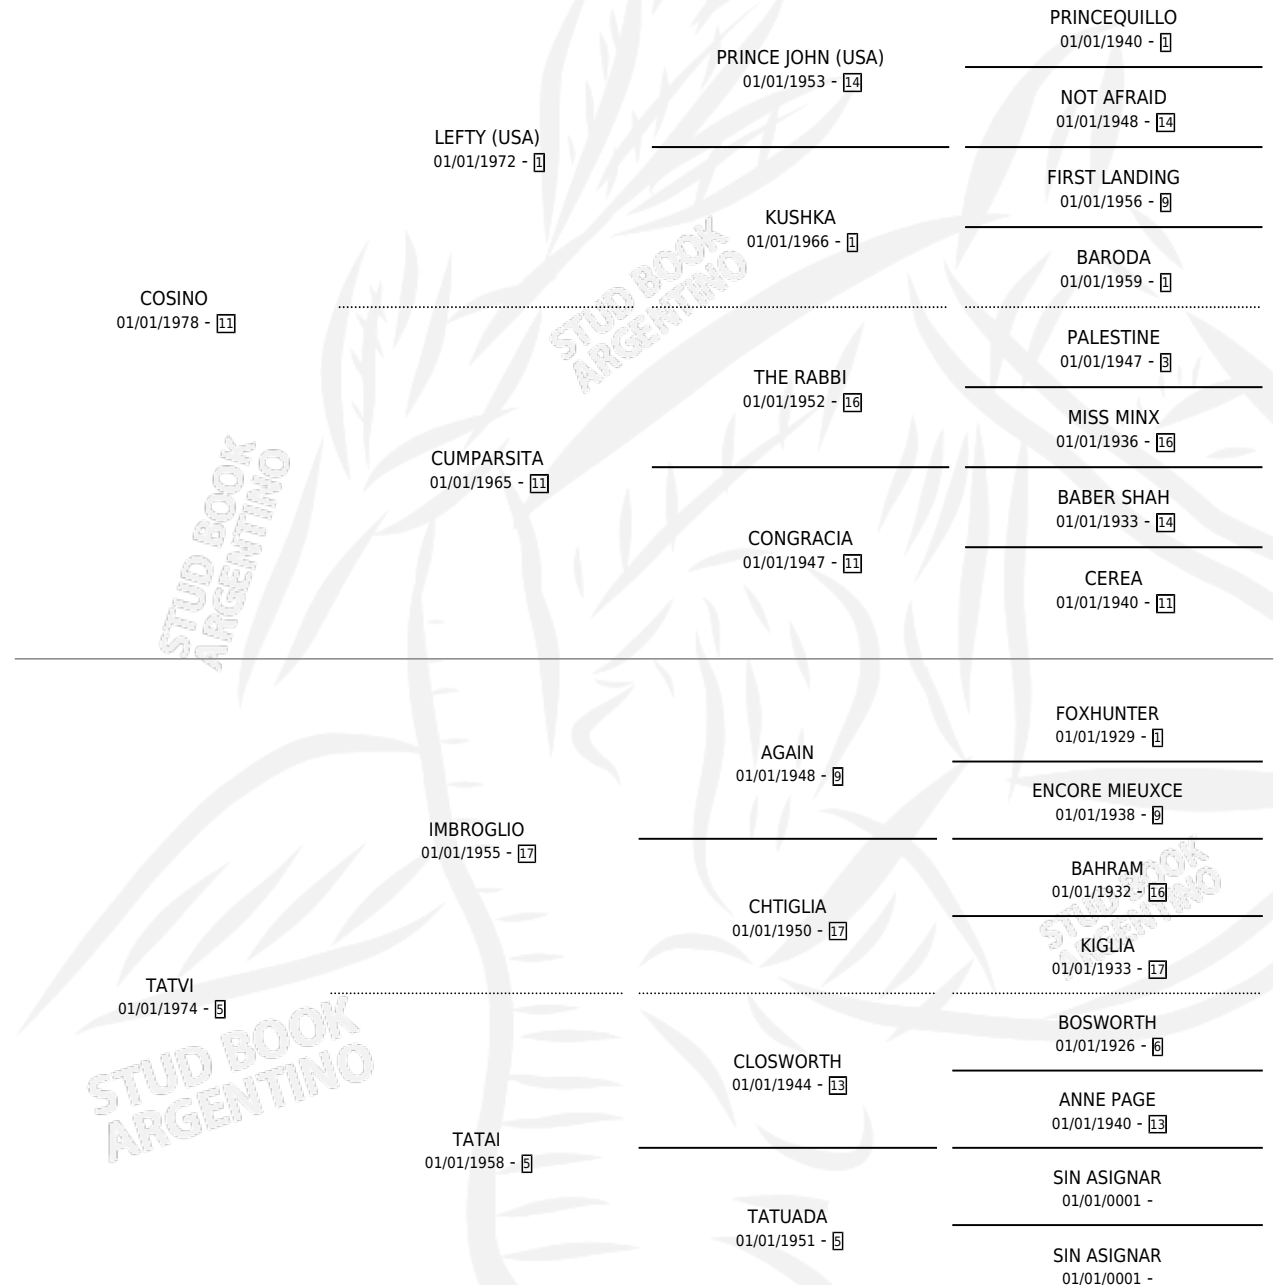 PRINCEQUILLO
01/01/1940 - 1
PRINCE JOHN (USA)
01/01/1953 - 14
NOT AFRAID
01/01/1948 - 14
LEFTY (USA)
01/01/1972 - 1
FIRST LANDING
01/01/1956 - 9
KUSHKA
01/01/1966 - 1
BARODA
01/01/1959 - 1
COSINO
01/01/1978 - 11
PALESTINE
01/01/1947 - 3
THE RABBI
01/01/1952 - 16
MISS MINX
01/01/1936 - 16
CUMPARSITA
01/01/1965 - 11
BABER SHAH
01/01/1933 - 14
CONGRACIA
01/01/1947 - 11
CEREA
01/01/1940 - 11
FOXHUNTER
01/01/1929 - 1
AGAIN
01/01/1948 - 9
ENCORE MIEUXCE
01/01/1938 - 9
IMBROGLIO
01/01/1955 - 17
BAHRAM
01/01/1932 - 16
CHTIGLIA
01/01/1950 - 17
KIGLIA
01/01/1933 - 17
TATVI
01/01/1974 - 5
BOSWORTH
01/01/1926 - 6
CLOSWORTH
01/01/1944 - 13
ANNE PAGE
01/01/1940 - 13
TATAI
01/01/1958 - 5
SIN ASIGNAR
01/01/0001 -
TATUADA
01/01/1951 - 5
SIN ASIGNAR
01/01/0001 -
STUD BOOK
ARGENTINO
STUD BOOK
ARGENTINO
STUD BOOK
ARGENTINO
STUD BOOK
ARGENTINO